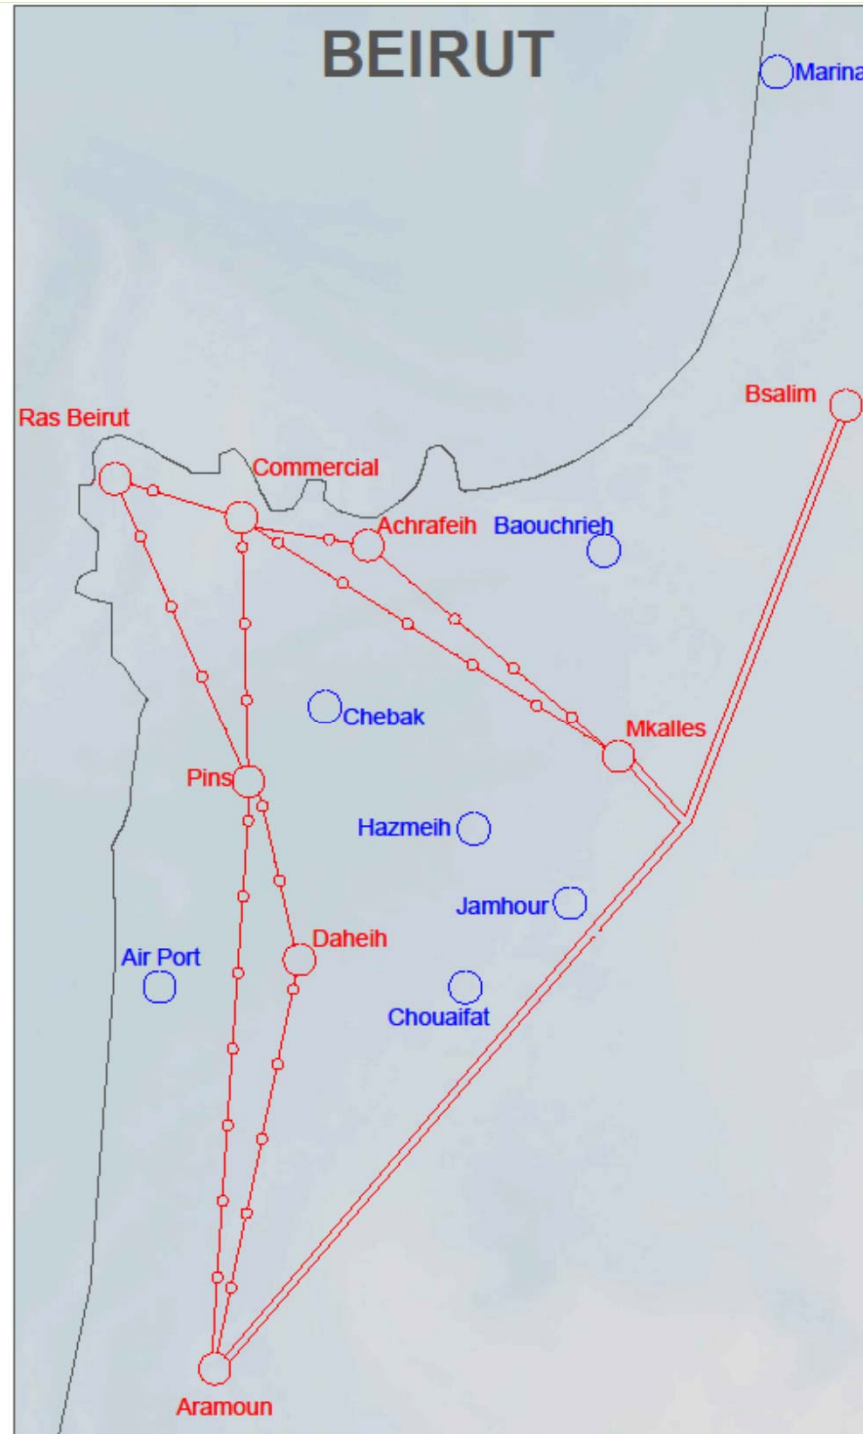 BEIRUT
Marina
Bsalim
Ras Beirut
Commercial
Achrafeih
Baouchrieh
Chebak
Mkalles
Pins
Hazmeih
Jamhour
Daheih
Air Port
Chouaifat
Aramoun